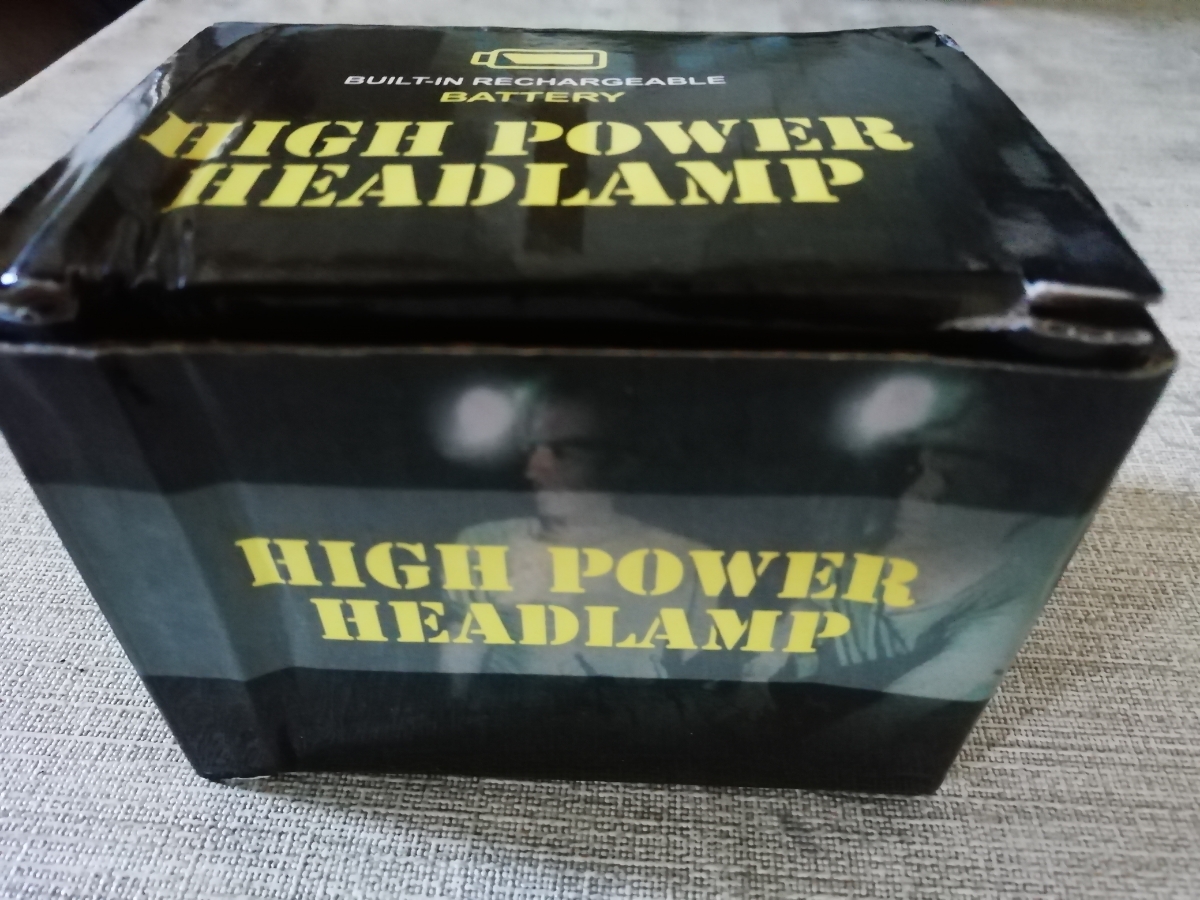 BUILT-IN RECHARGEABLE
BATTERY
HIGH POWER
HEADLAMP
HIGH POWER
HEADLAMP